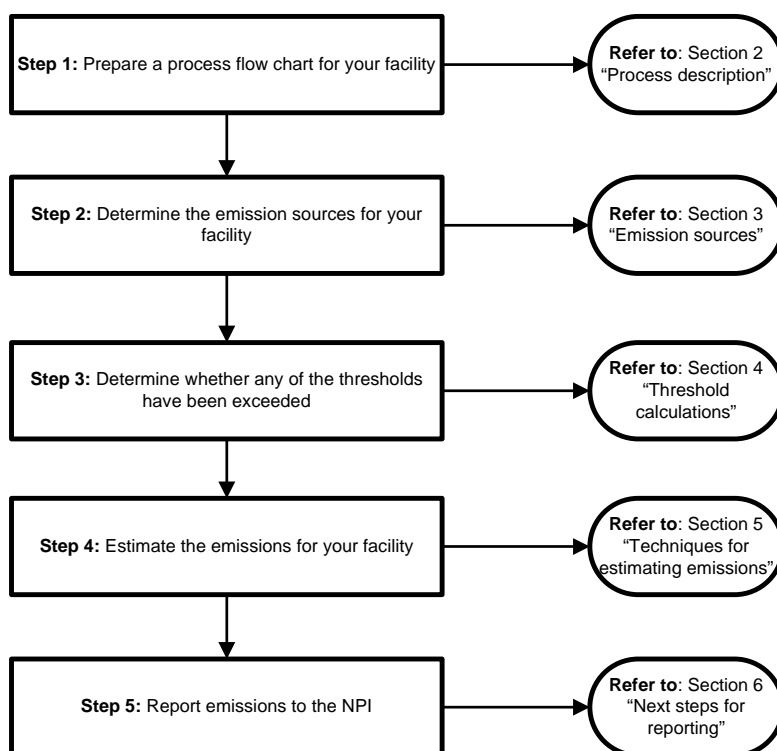 Step 1: Prepare a process flow chart for your facility
Refer to: Section 2
“Process description”
Step 2: Determine the emission sources for your
facility
Refer to: Section 3
“Emission sources”
Step 3: Determine whether any of the thresholds
have been exceeded
Refer to: Section 4
“Threshold
calculations”
Step 4: Estimate the emissions for your facility
Refer to: Section 5
“Techniques for
estimating emissions”
Step 5: Report emissions to the NPI
Refer to: Section 6
“Next steps for
reporting”